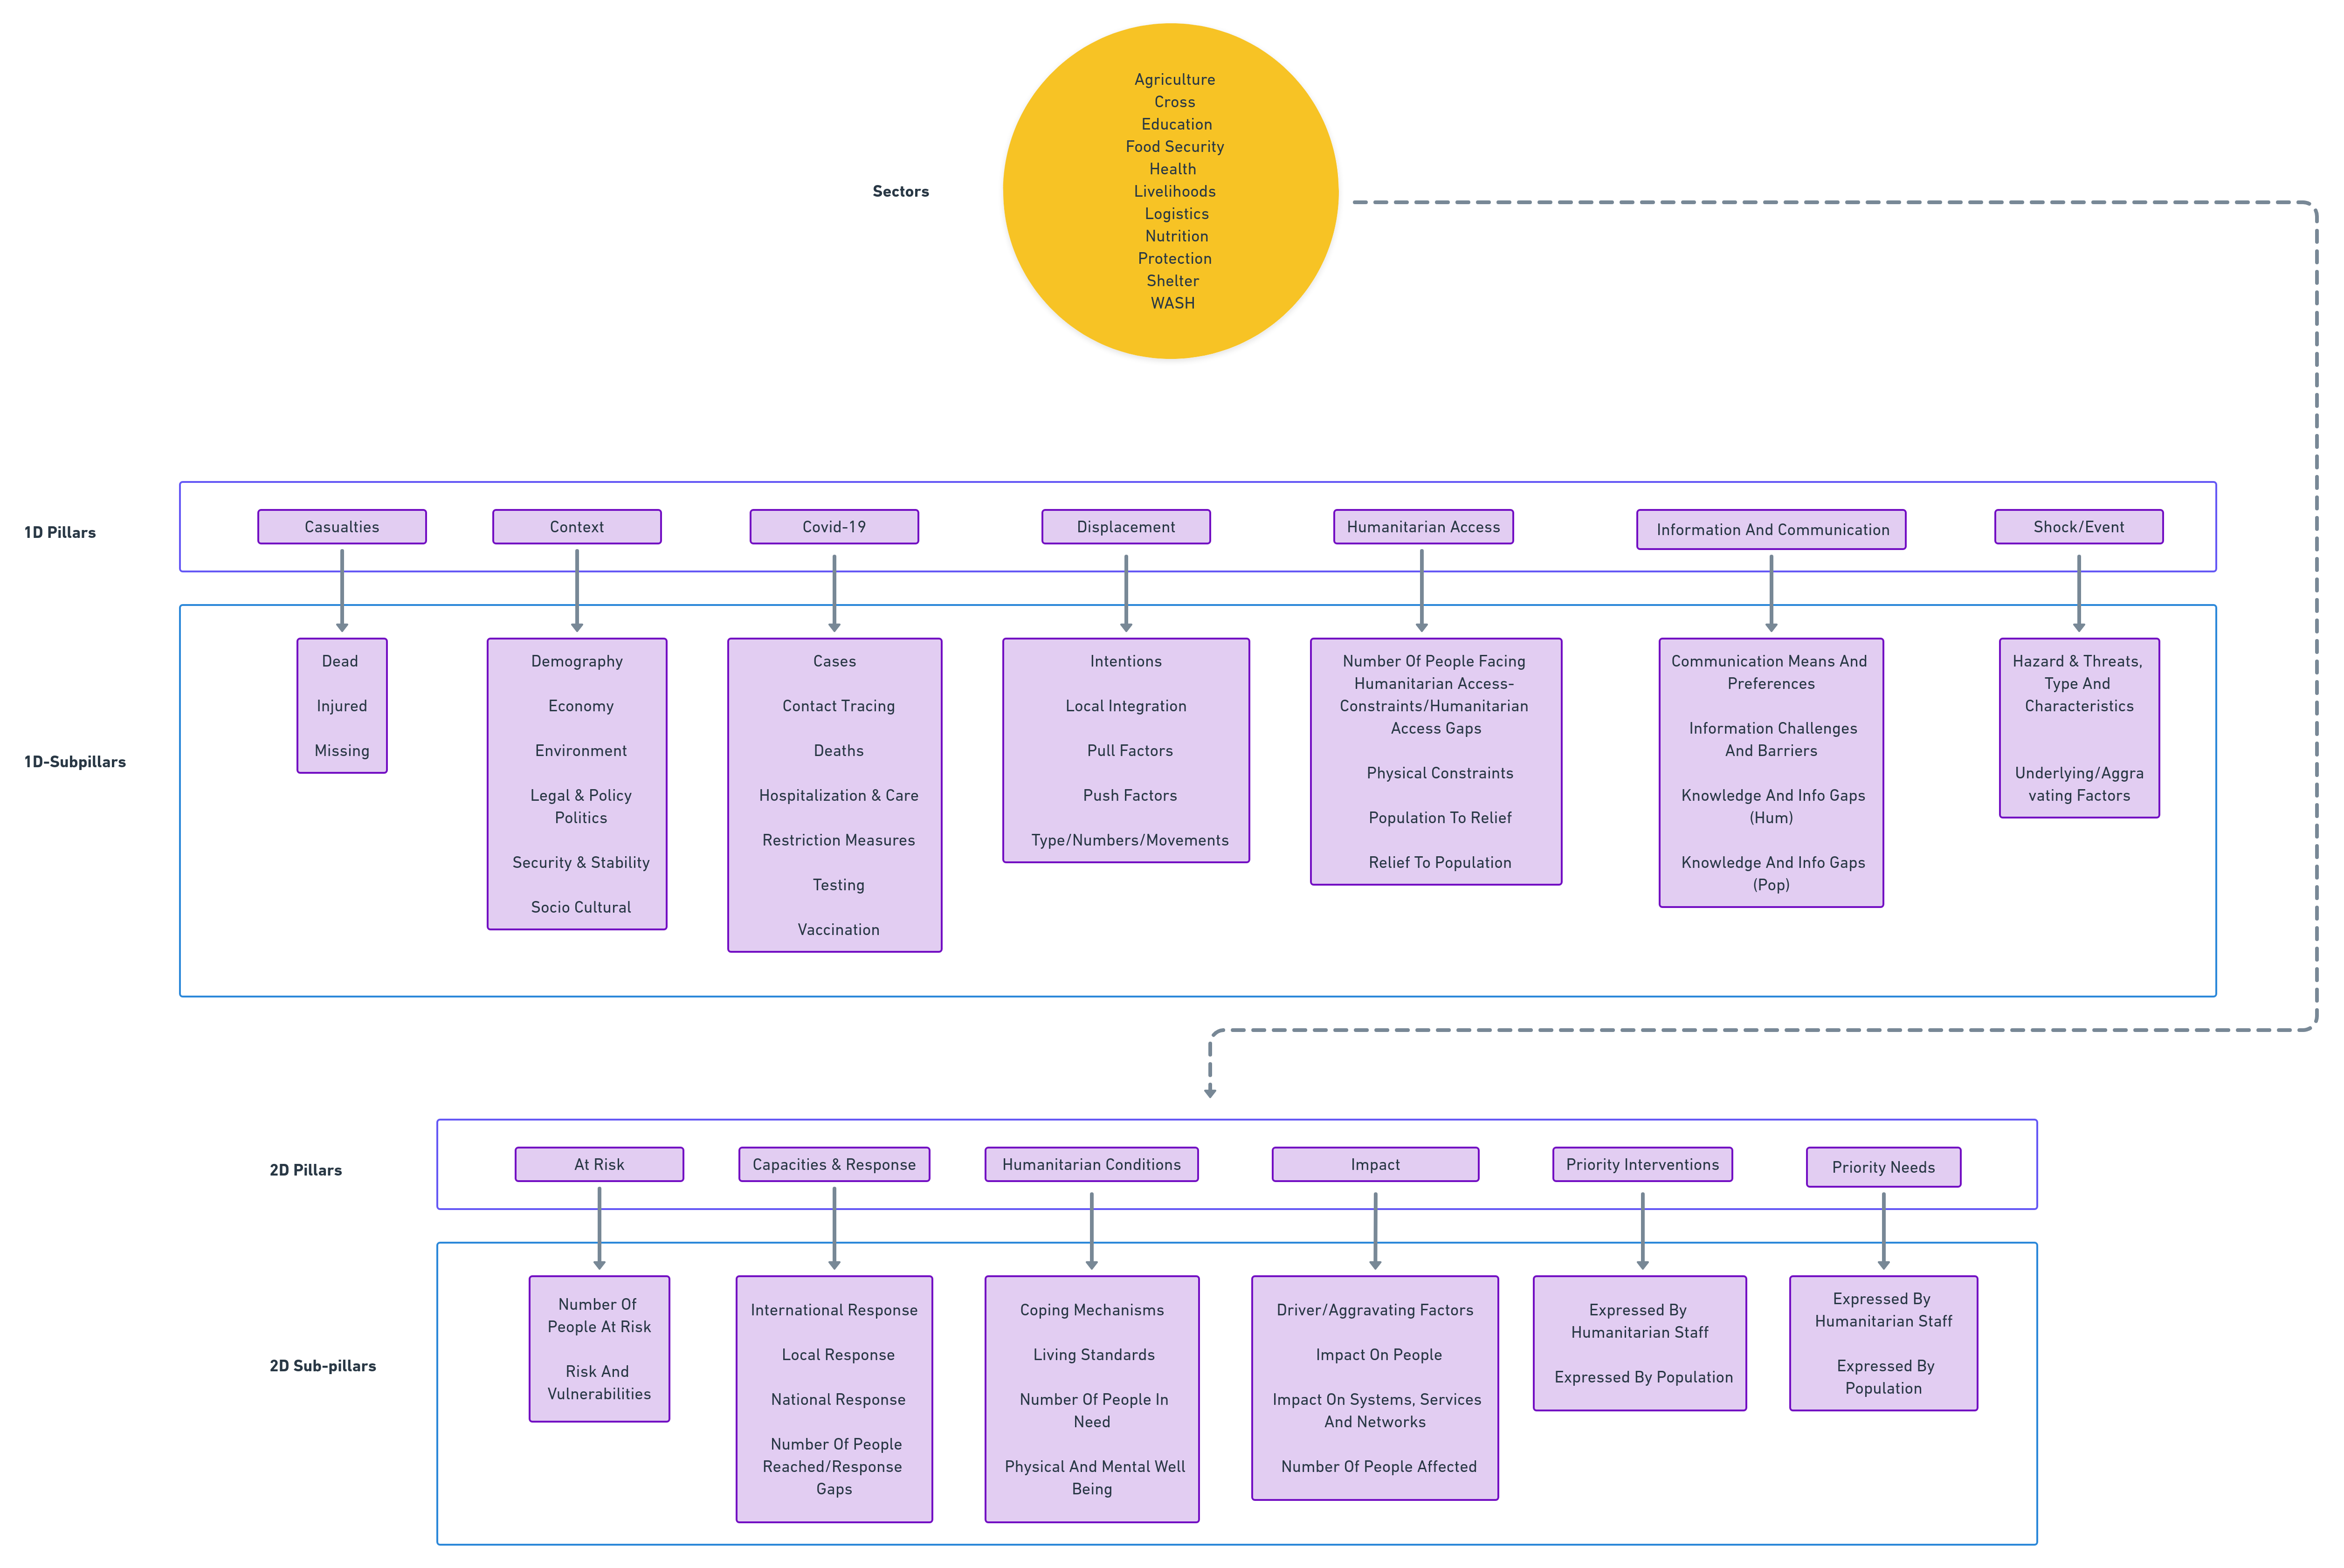 Agriculture
Cross
Education
Food Security
Health
Livelihoods
Logistics
Nutrition
Protection
Shelter
WASH
Sectors
1D Pillars
Casualties
Context
Covid-19
Displacement
Humanitarian Access
Information And Communication
Shock/Event
1D-Subpillars
Dead
Injured
Missing
Demography
Economy
Environment
Legal & Policy
Politics
Security & Stability
Socio Cultural
Cases
Contact Tracing
Deaths
Hospitalization & Care
Restriction Measures
Testing
Vaccination
Intentions
Local Integration
Pull Factors
Push Factors
Type/Numbers/Movements
Number Of People Facing
Humanitarian Access-
Constraints/Humanitarian
Access Gaps
Physical Constraints
Population To Relief
Relief To Population
Communication Means And
Preferences
Information Challenges
And Barriers
Knowledge And Info Gaps
(Hum)
Knowledge And Info Gaps
(Pop)
Hazard & Threats,
Type And
Characteristics
Underlying/Aggra
vating Factors
2D Pillars
At Risk
Capacities & Response
Humanitarian Conditions
Impact
Priority Interventions
Priority Needs
2D Sub-pillars
Number Of
People At Risk
Risk And
Vulnerabilities
International Response
Local Response
National Response
Number Of People
Reached/Response
Gaps
Coping Mechanisms
Living Standards
Number Of People In
Need
Physical And Mental Well
Being
Driver/Aggravating Factors
Impact On People
Impact On Systems, Services
And Networks
Number Of People Affected
Expressed By
Humanitarian Staff
Expressed By Population
Expressed By
Humanitarian Staff
Expressed By
Population